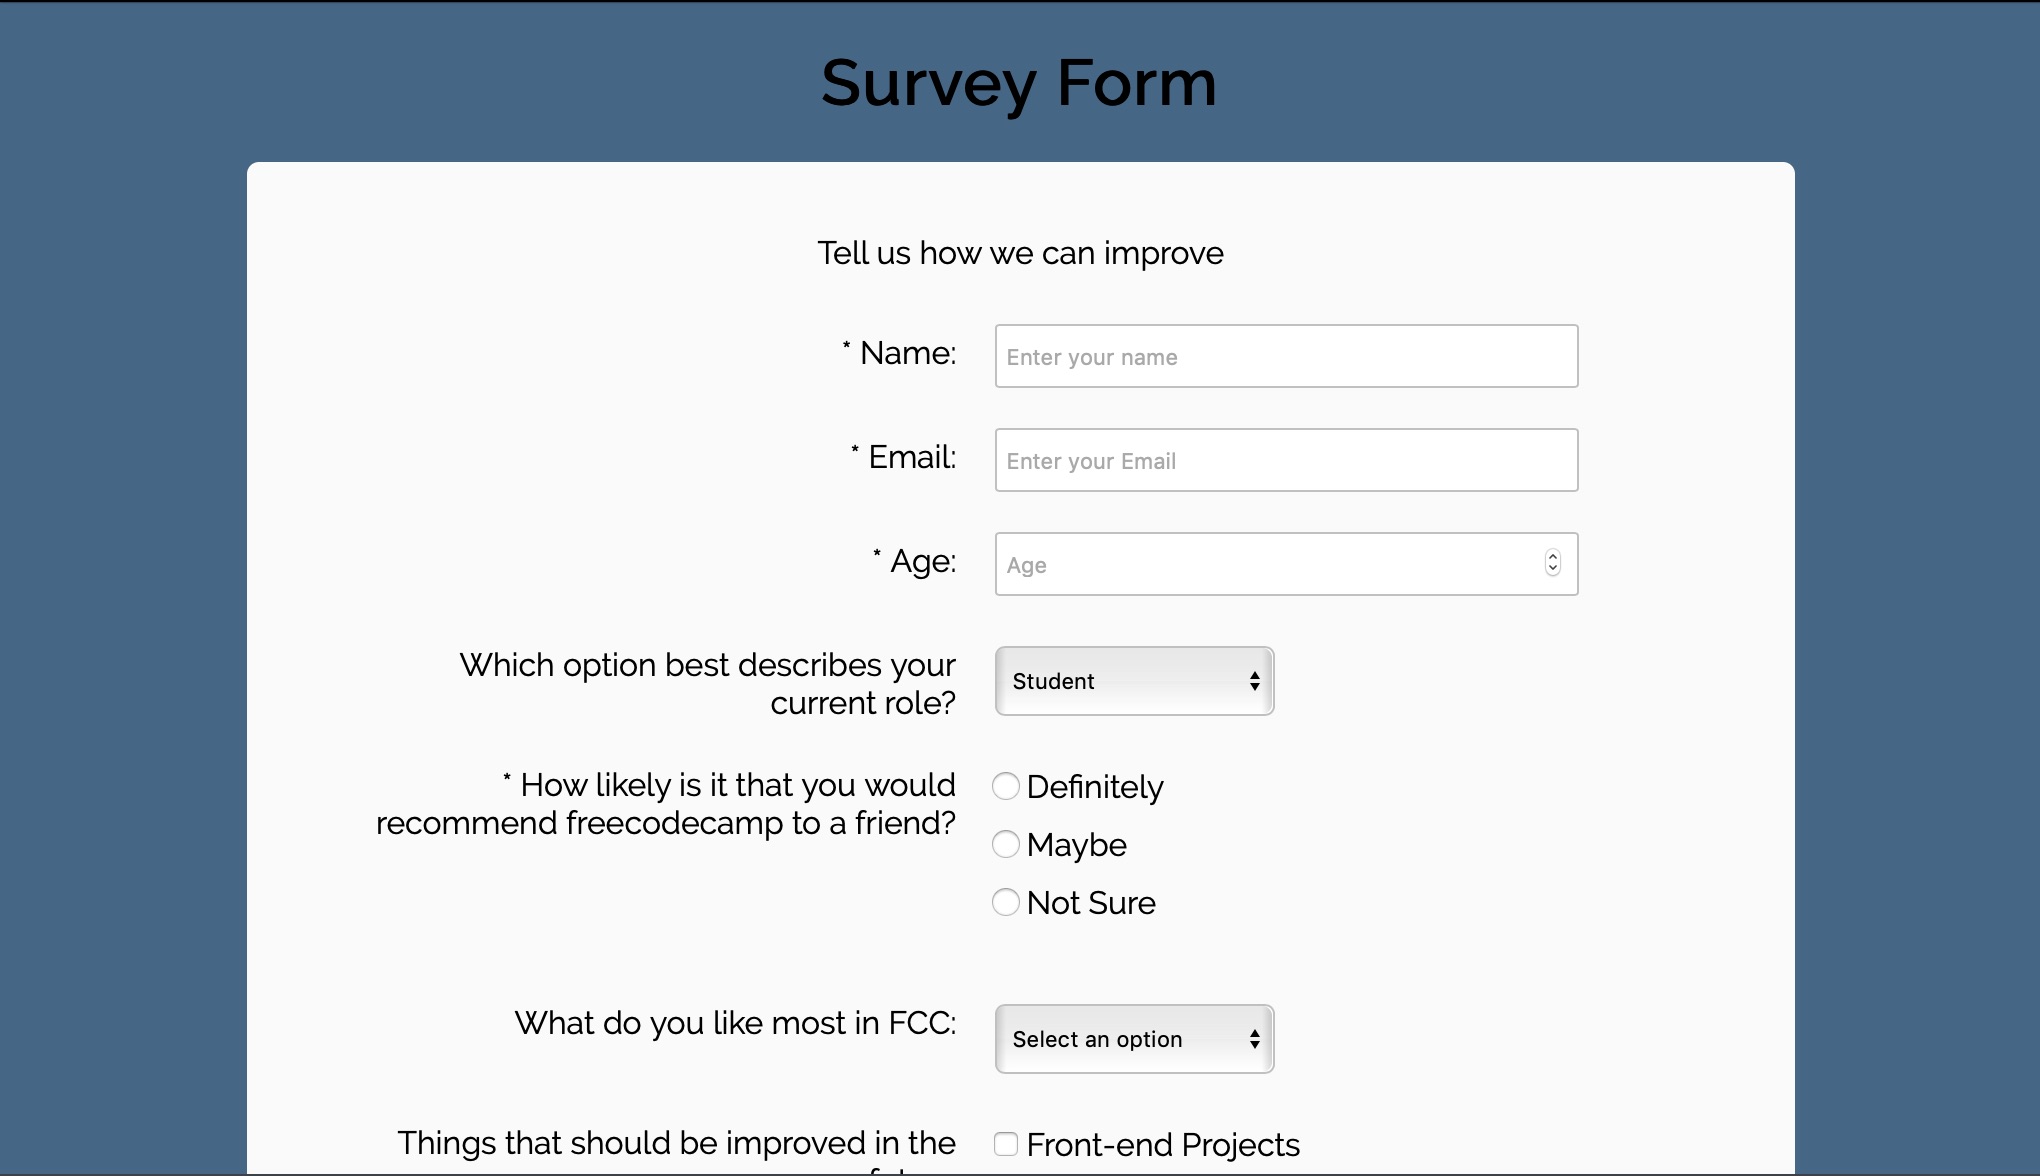 Survey Form
Tell us how we can improve
* Name:
Enter your name
* Email:
Enter your Email
* Age:
Age
Which option best describes your
current role?
Student
* How likely is it that you would
recommend freecodecamp to a friend?
Definitely
Maybe
Not Sure
What do you like most in FCC:
Select an option
Things that should be improved in the
Front-end Projects